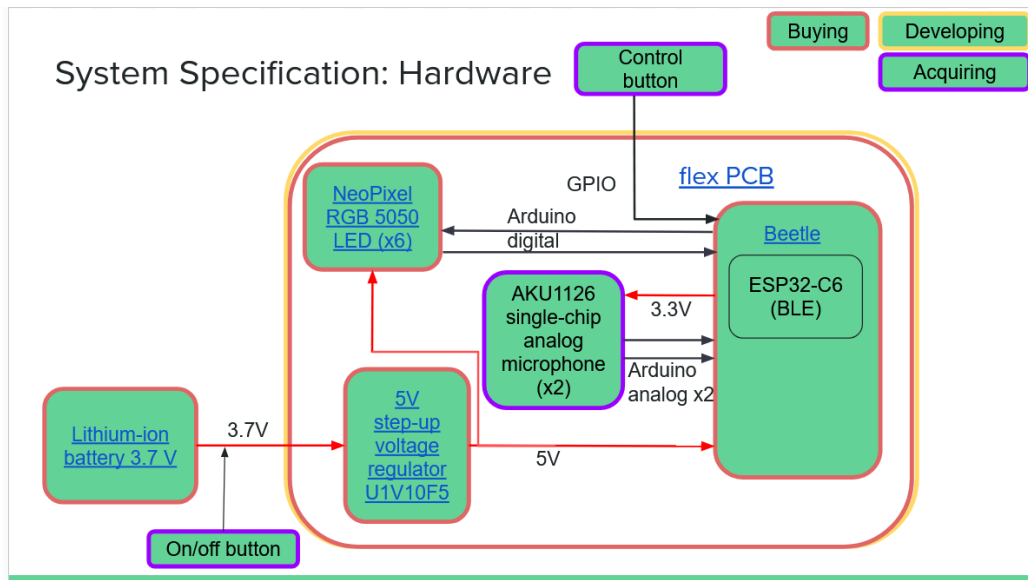 System Specification: Hardware
Buying
Developing
Acquiring
Control
button
GPIO
flex PCB
NeoPixel
RGB 5050
LED (x6)
Arduino
digital
Beetle
ESP32-C6
(BLE)
AKU1126
single-chip
analog
microphone
(x2)
3.3V
Arduino
analog x2
Lithium-ion
battery 3.7 V
3.7V
5V
step-up
voltage
regulator
U1V10F5
5V
On/off button